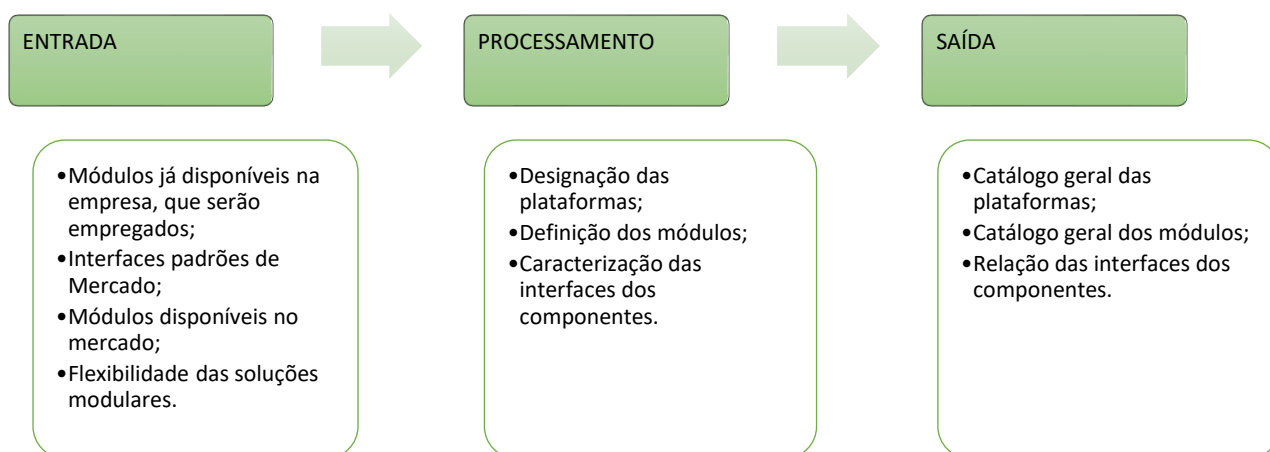 ENTRADA
•Módulos já disponíveis na
empresa, que serão
empregados;
•Interfaces padrões de
Mercado;
•Módulos disponíveis no
mercado;
•Flexibilidade das soluções
modulares.
PROCESSAMENTO
•Designação das
plataformas;
•Definição dos módulos;
•Caracterização das
interfaces dos
componentes.
SAÍDA
•Catálogo geral das
plataformas;
•Catálogo geral dos módulos;
•Relação das interfaces dos
componentes.